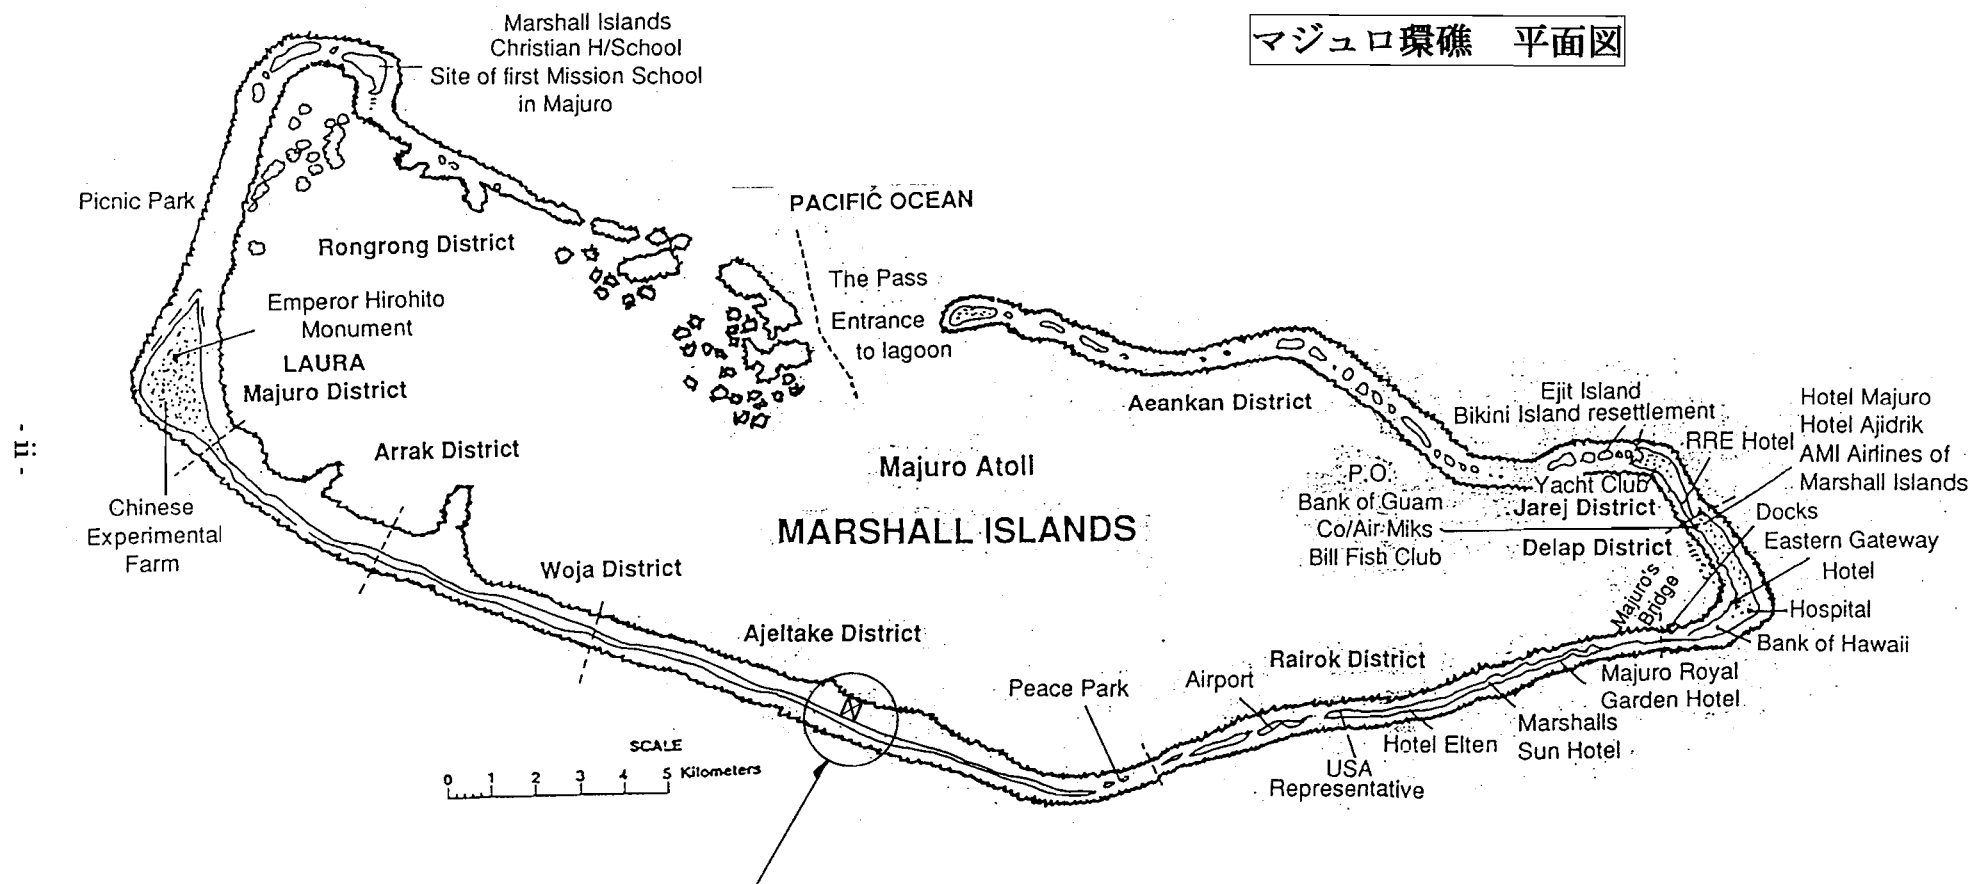 マジュロ環礁　平面図
Marshall Islands
Christian H/School
Site of first Mission School
in Majuro
Picnic Park
PACIFIC OCEAN
Rongrong District
The Pass
Entrance
to lagoon
Emperor Hirohito
Monument
LAURA
Majuro District
Aeankan District
Ejit Island
Bikini Island resettlement
Hotel Majuro
Hotel Ajidrik
AMI Airlines of
Marshall Islands
RRE Hotel
Arrak District
Majuro Atoll
MARSHALL ISLANDS
P.O.
Bank of Guam
Co/Air Miks
Bill Fish Club
Yacht Club
Jarej District
Delap District
Docks
Eastern Gateway
Hotel
Majuro's
Bridge
Hospital
Bank of Hawaii
- ii -
Chinese
Experimental
Farm
Woja District
Ajeltake District
Rairok District
Peace Park
Airport
Majuro Royal
Garden Hotel
Marshalls
Sun Hotel
Hotel Elten
USA
Representative
SCALE
0 1 2 3 4 5 Kilometers